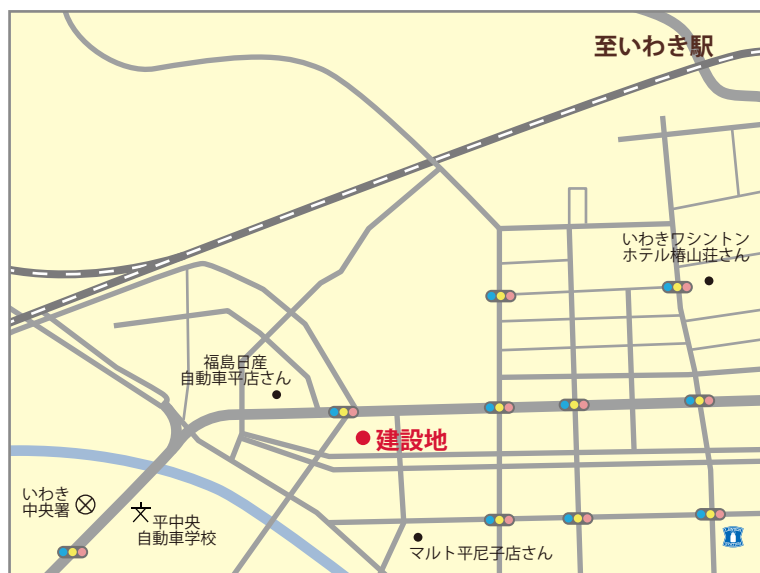 至いわき駅
いわきワシントン
ホテル椿山荘さん
福島日産
自動車平店さん
建設地
いわき
中央署
平中央
自動車学校
マルト平尼子店さん